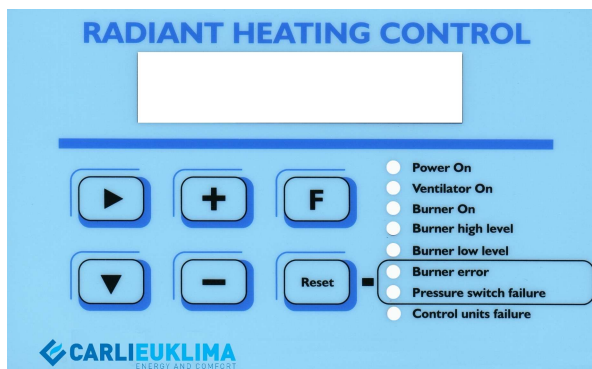 RADIANT HEATING CONTROL
Power On
Ventilator On
Burner On
Burner high level
Burner low level
Burner error
Pressure switch failure
Control units failure
F
Reset
CARLIEUKLIMA
ENERGY AND COMFORT